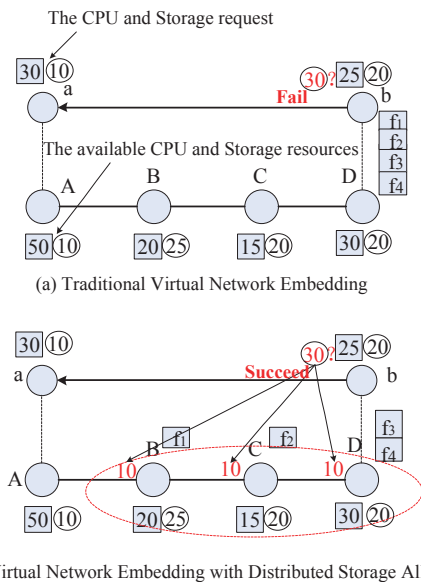 The CPU and Storage request
30 10 30? 25 20
a Fail b
f1
f2
f3
f4
The available CPU and Storage resources
A B C D
50 10 20 25 15 20 30 20
(a) Traditional Virtual Network Embedding
30 10 30? 25 20
a Succeed b
f1 f2 f3
f4
A B C D
10 10 10
50 10 20 25 15 20 30 20
Virtual Network Embedding with Distributed Storage Al